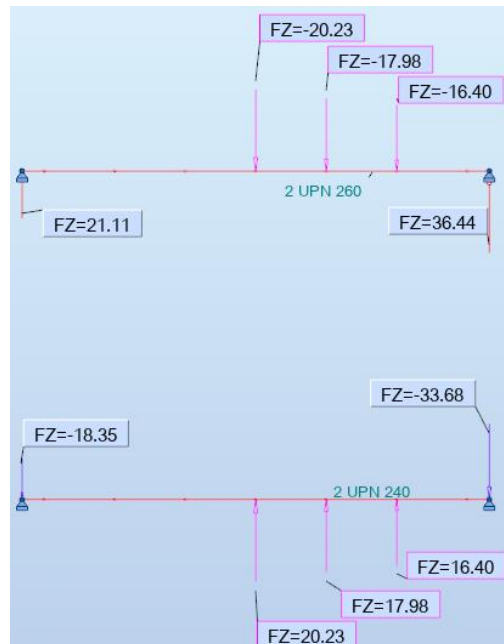 FZ=-20.23
FZ=-17.98
FZ=-16.40
2 UPN 260
FZ=21.11
FZ=36.44
FZ=-33.68
FZ=-18.35
2 UPN 240
FZ=16.40
FZ=17.98
FZ=20.23